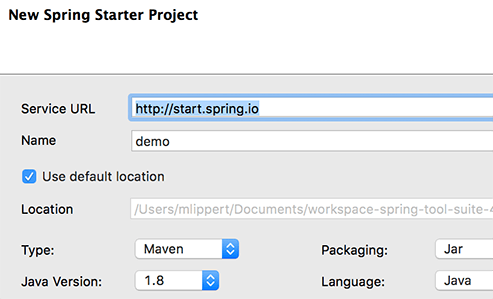 New Spring Starter Project
Service URL http://start.spring.io
Name demo
Use default location
Location /Users/mlippert/Documents/workspace-spring-tool-suite-4
Type: Maven Packaging: Jar
Java Version: 1.8 Language: Java